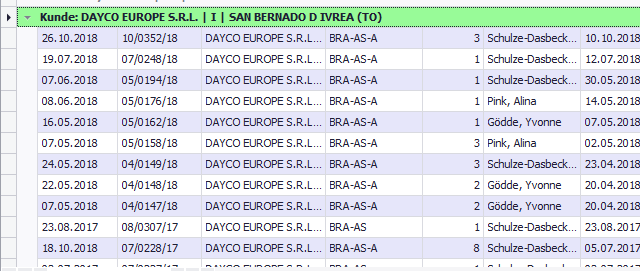 Kunde: DAYCO EUROPE S.R.L. | I | SAN BERNADO D IVREA (TO)
26.10.2018 10/0352/18 DAYCO EUROPE S.R.L... BRA-AS-A 3 Schulze-Dasbeck... 10.10.2018
19.07.2018 07/0248/18 DAYCO EUROPE S.R.L... BRA-AS-A 1 Schulze-Dasbeck... 12.07.2018
07.06.2018 05/0194/18 DAYCO EUROPE S.R.L... BRA-AS-A 1 Schulze-Dasbeck... 30.05.2018
08.06.2018 05/0176/18 DAYCO EUROPE S.R.L... BRA-AS-A 1 Pink, Alina 14.05.2018
16.05.2018 05/0162/18 DAYCO EUROPE S.R.L... BRA-AS-A 1 Gödde, Yvonne 07.05.2018
07.05.2018 05/0158/18 DAYCO EUROPE S.R.L... BRA-AS-A 3 Pink, Alina 02.05.2018
24.05.2018 04/0149/18 DAYCO EUROPE S.R.L... BRA-AS-A 3 Schulze-Dasbeck... 23.04.2018
22.05.2018 04/0148/18 DAYCO EUROPE S.R.L... BRA-AS-A 2 Gödde, Yvonne 20.04.2018
07.05.2018 04/0147/18 DAYCO EUROPE S.R.L... BRA-AS-A 2 Gödde, Yvonne 20.04.2018
23.08.2017 08/0307/17 DAYCO EUROPE S.R.L... BRA-AS 1 Schulze-Dasbeck... 23.08.2017
18.10.2018 07/0228/17 DAYCO EUROPE S.R.L... BRA-AS-A 8 Schulze-Dasbeck... 05.07.2017